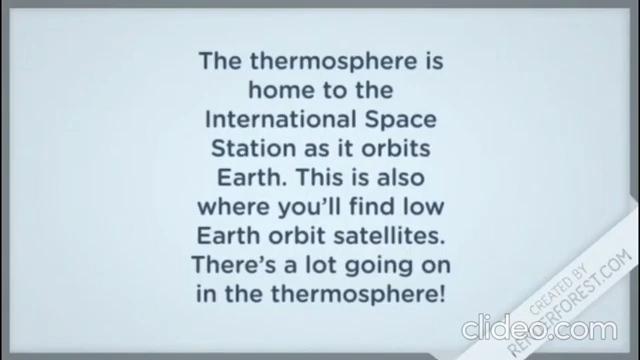 The thermosphere is
home to the
International Space
Station as it orbits
Earth. This is also
where you'll find low
Earth orbit satellites.
There's a lot going on
in the thermosphere!
CREATED BY
RENDERFOREST.COM
clideo.com